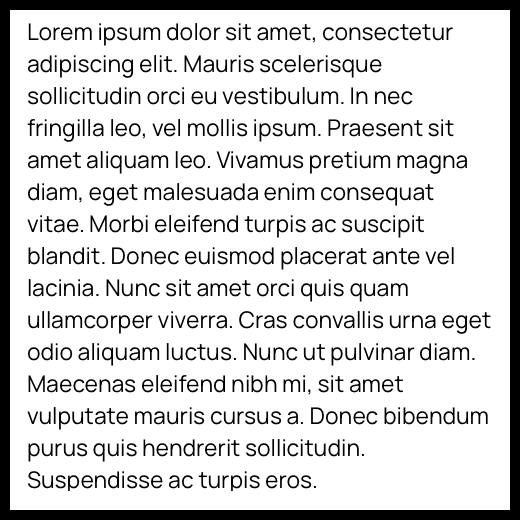 Lorem ipsum dolor sit amet, consectetur
adipiscing elit. Mauris scelerisque
sollicitudin orci eu vestibulum. In nec
fringilla leo, vel mollis ipsum. Praesent sit
amet aliquam leo. Vivamus pretium magna
diam, eget malesuada enim consequat
vitae. Morbi eleifend turpis ac suscipit
blandit. Donec euismod placerat ante vel
lacinia. Nunc sit amet orci quis quam
ullamcorper viverra. Cras convallis urna eget
odio aliquam luctus. Nunc ut pulvinar diam.
Maecenas eleifend nibh mi, sit amet
vulputate mauris cursus a. Donec bibendum
purus quis hendrerit sollicitudin.
Suspendisse ac turpis eros.